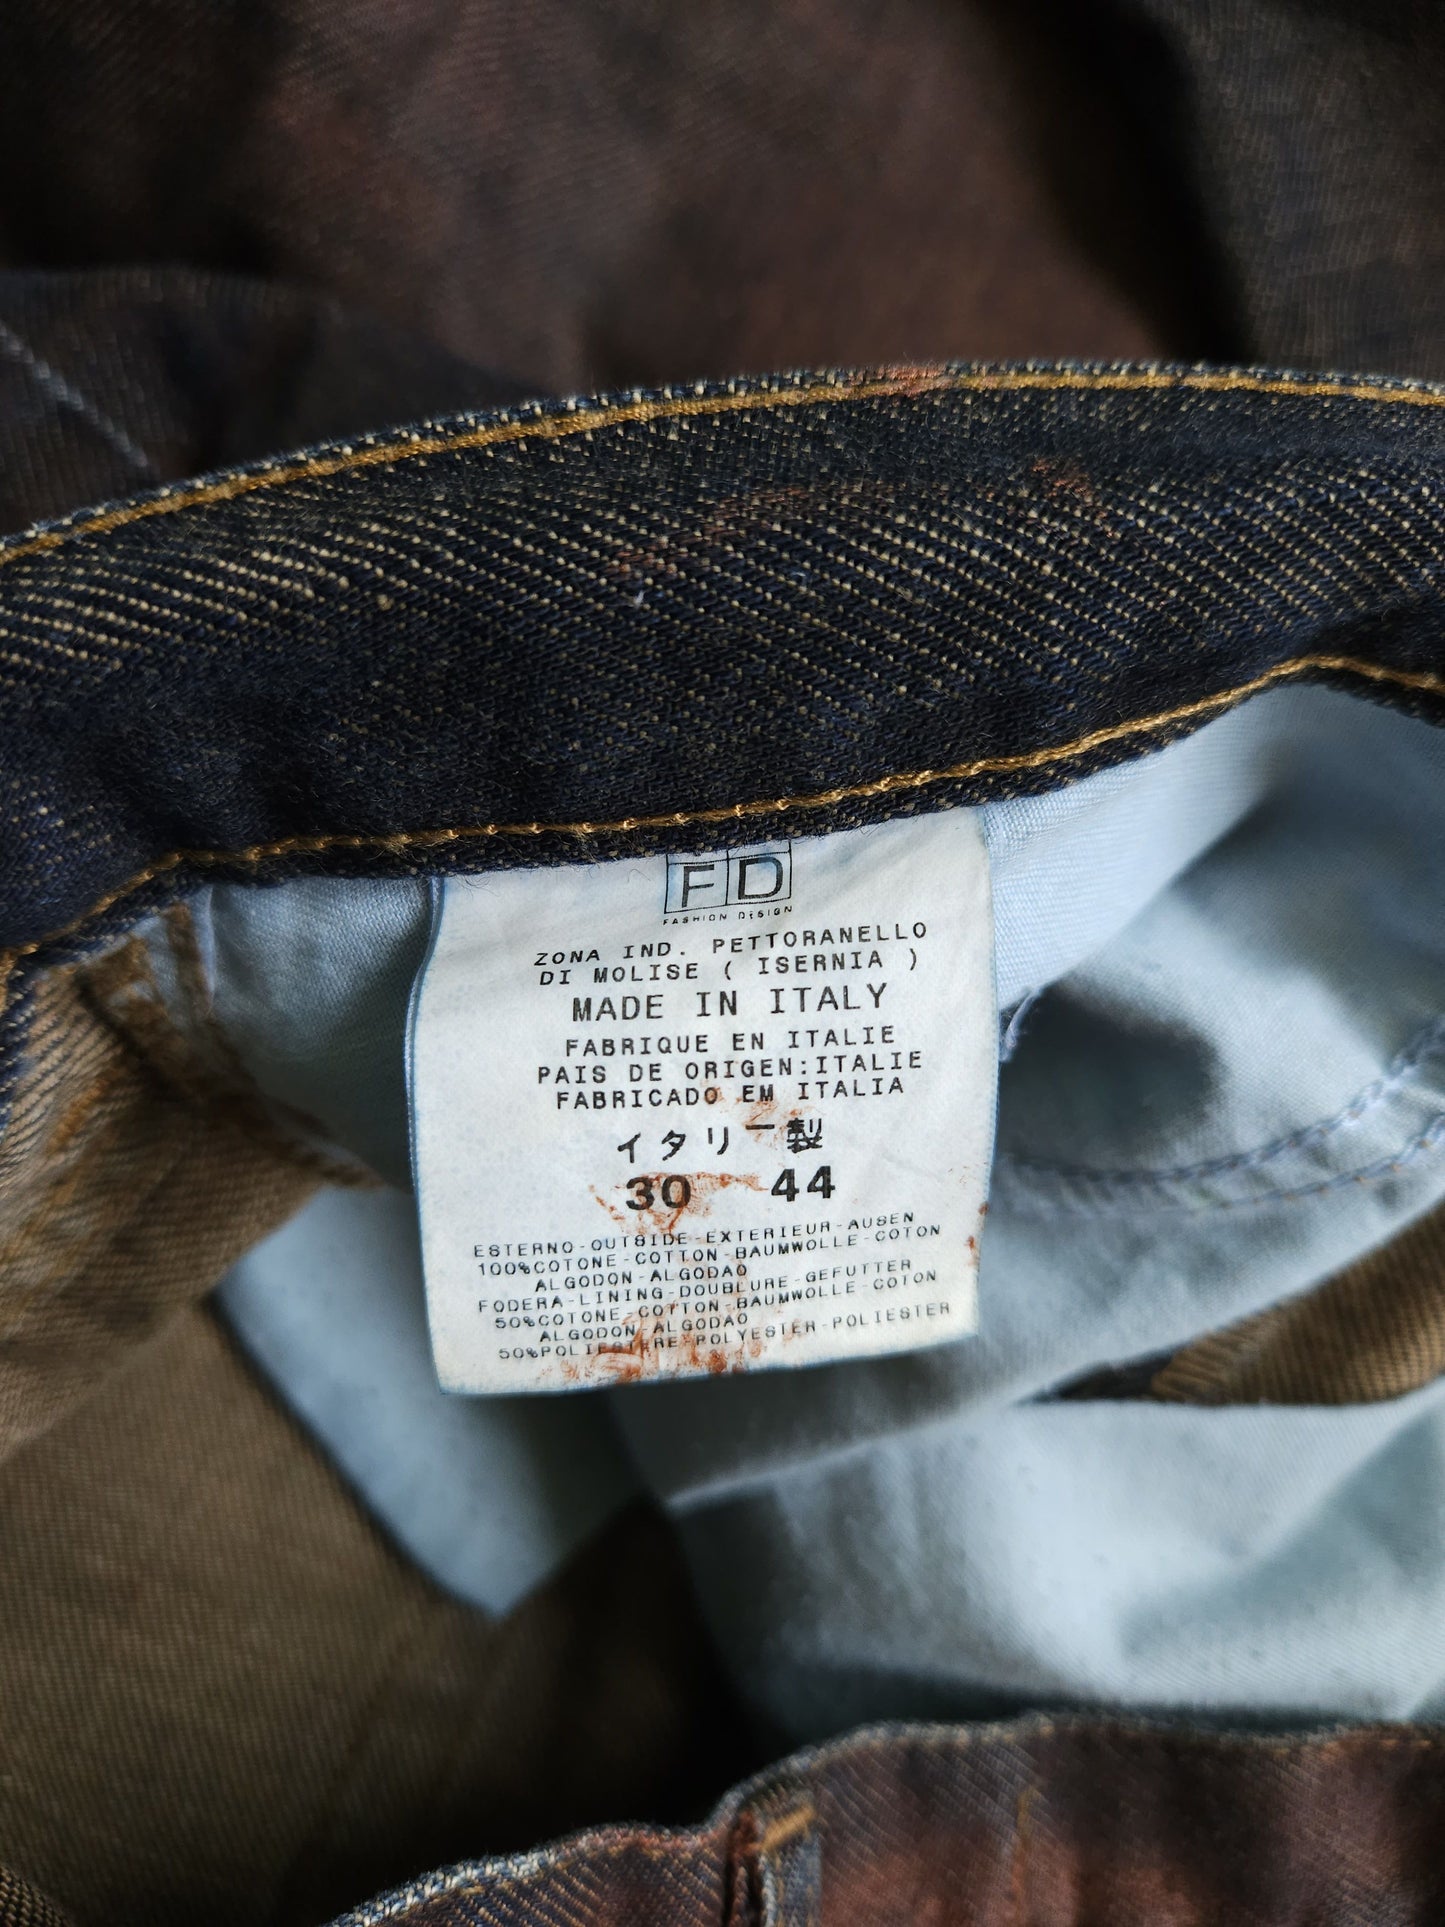 FD
FASHION DESIGN
ZONA IND. PETTORANELLO
DI MOLISE ( ISERNIA )
MADE IN ITALY
FABRIQUE EN ITALIE
PAIS DE ORIGEN:ITALIE
FABRICADO EM ITALIA
イタリー製
30 44
ESTERNO-OUTSIDE-EXTERIEUR-AUSEN
100%COTONE-COTTON-BAUMWOLLE-COTON
ALGODON-ALGODAO
FODERA-LINING-DOUBLURE-GEFUTTER
50%COTONE-COTTON-BAUMWOLLE-COTON
ALGODON ALGODAO
50%POLIESTERE POLYESTER-POLIESTER